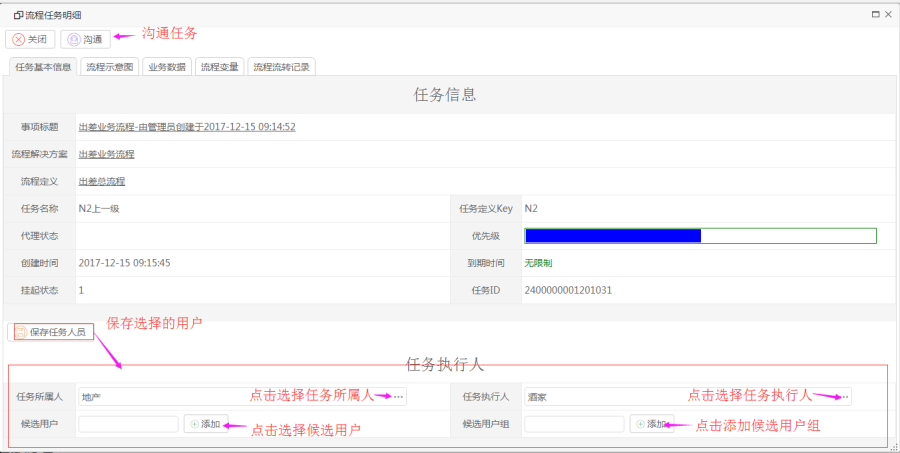 流程任务明细
关闭 沟通 沟通任务
任务基本信息 流程示意图 业务数据 流程变量 流程流转记录
任务信息
事项标题 出差业务流程-由管理员创建于2017-12-15 09:14:52
流程解决方案 出差业务流程
流程定义 出差总流程
任务名称 N2上一级 任务定义Key N2
代理状态 优先级
创建时间 2017-12-15 09:15:45 到期时间 无限制
挂起状态 1 任务ID 2400000001201031
保存任务人员 保存选择的用户
任务执行人
任务所属人 地产 点击选择任务所属人 ··· 任务执行人 酒家 点击选择任务执行人 ···
候选用户 添加 点击选择候选用户 候选用户组 添加 点击添加候选用户组